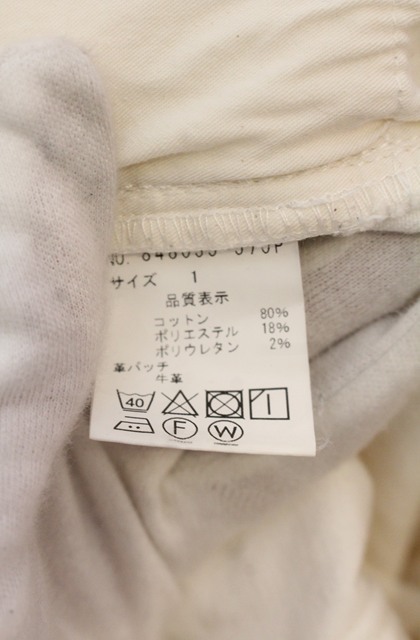 サイズ 1
品質表示
コットン 80%
ポリエステル 18%
ポリウレタン 2%
革パッチ
牛革
40
F W